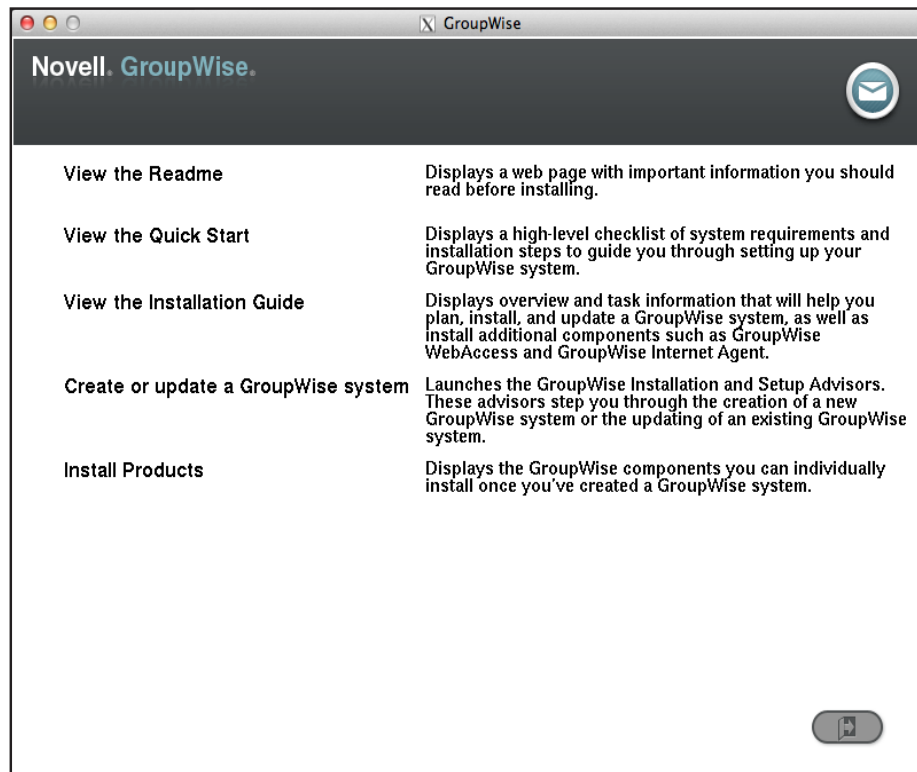 GroupWise
Novell. GroupWise.
View the Readme
Displays a web page with important information you should
read before installing.
View the Quick Start
Displays a high-level checklist of system requirements and
installation steps to guide you through setting up your
GroupWise system.
View the Installation Guide
Displays overview and task information that will help you
plan, install, and update a GroupWise system, as well as
install additional components such as GroupWise
WebAccess and GroupWise Internet Agent.
Create or update a GroupWise system
Launches the GroupWise Installation and Setup Advisors.
These advisors step you through the creation of a new
GroupWise system or the updating of an existing GroupWise
system.
Install Products
Displays the GroupWise components you can individually
install once you've created a GroupWise system.